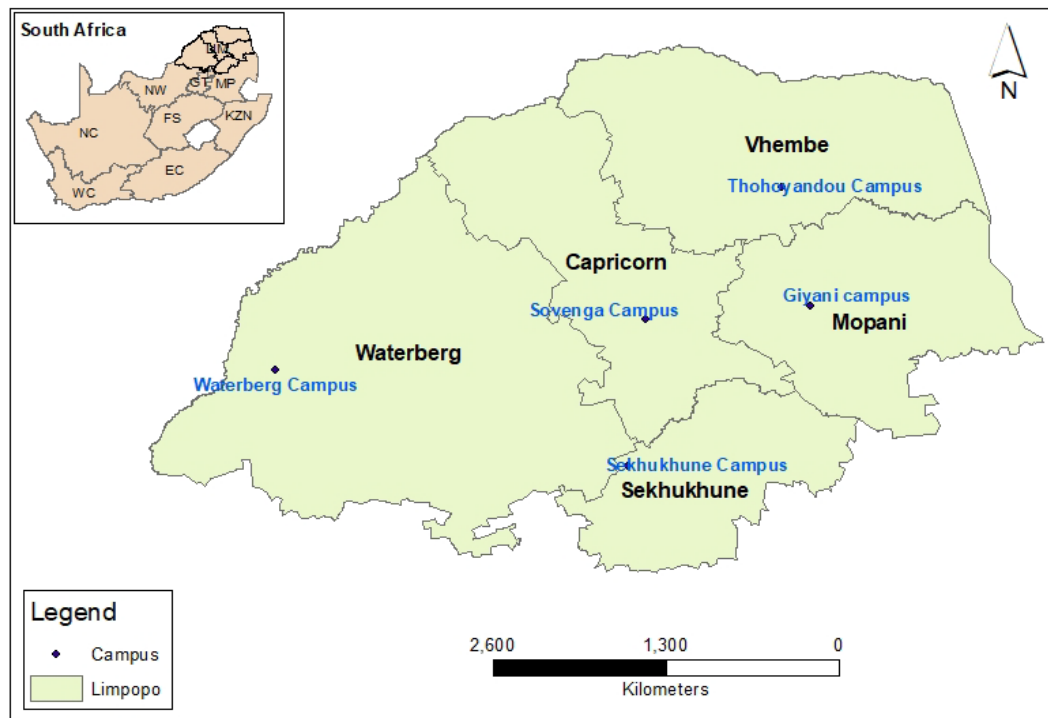 South Africa
LIM
NW
GT
MP
NC
FS
KZN
EC
WC
N
Vhembe
Thohoyandou Campus
Capricorn
Giyani campus
Sovenga Campus
Mopani
Waterberg
Waterberg Campus
Sekhukhune Campus
Sekhukhune
Legend
Campus
Limpopo
2,600 1,300 0
Kilometers